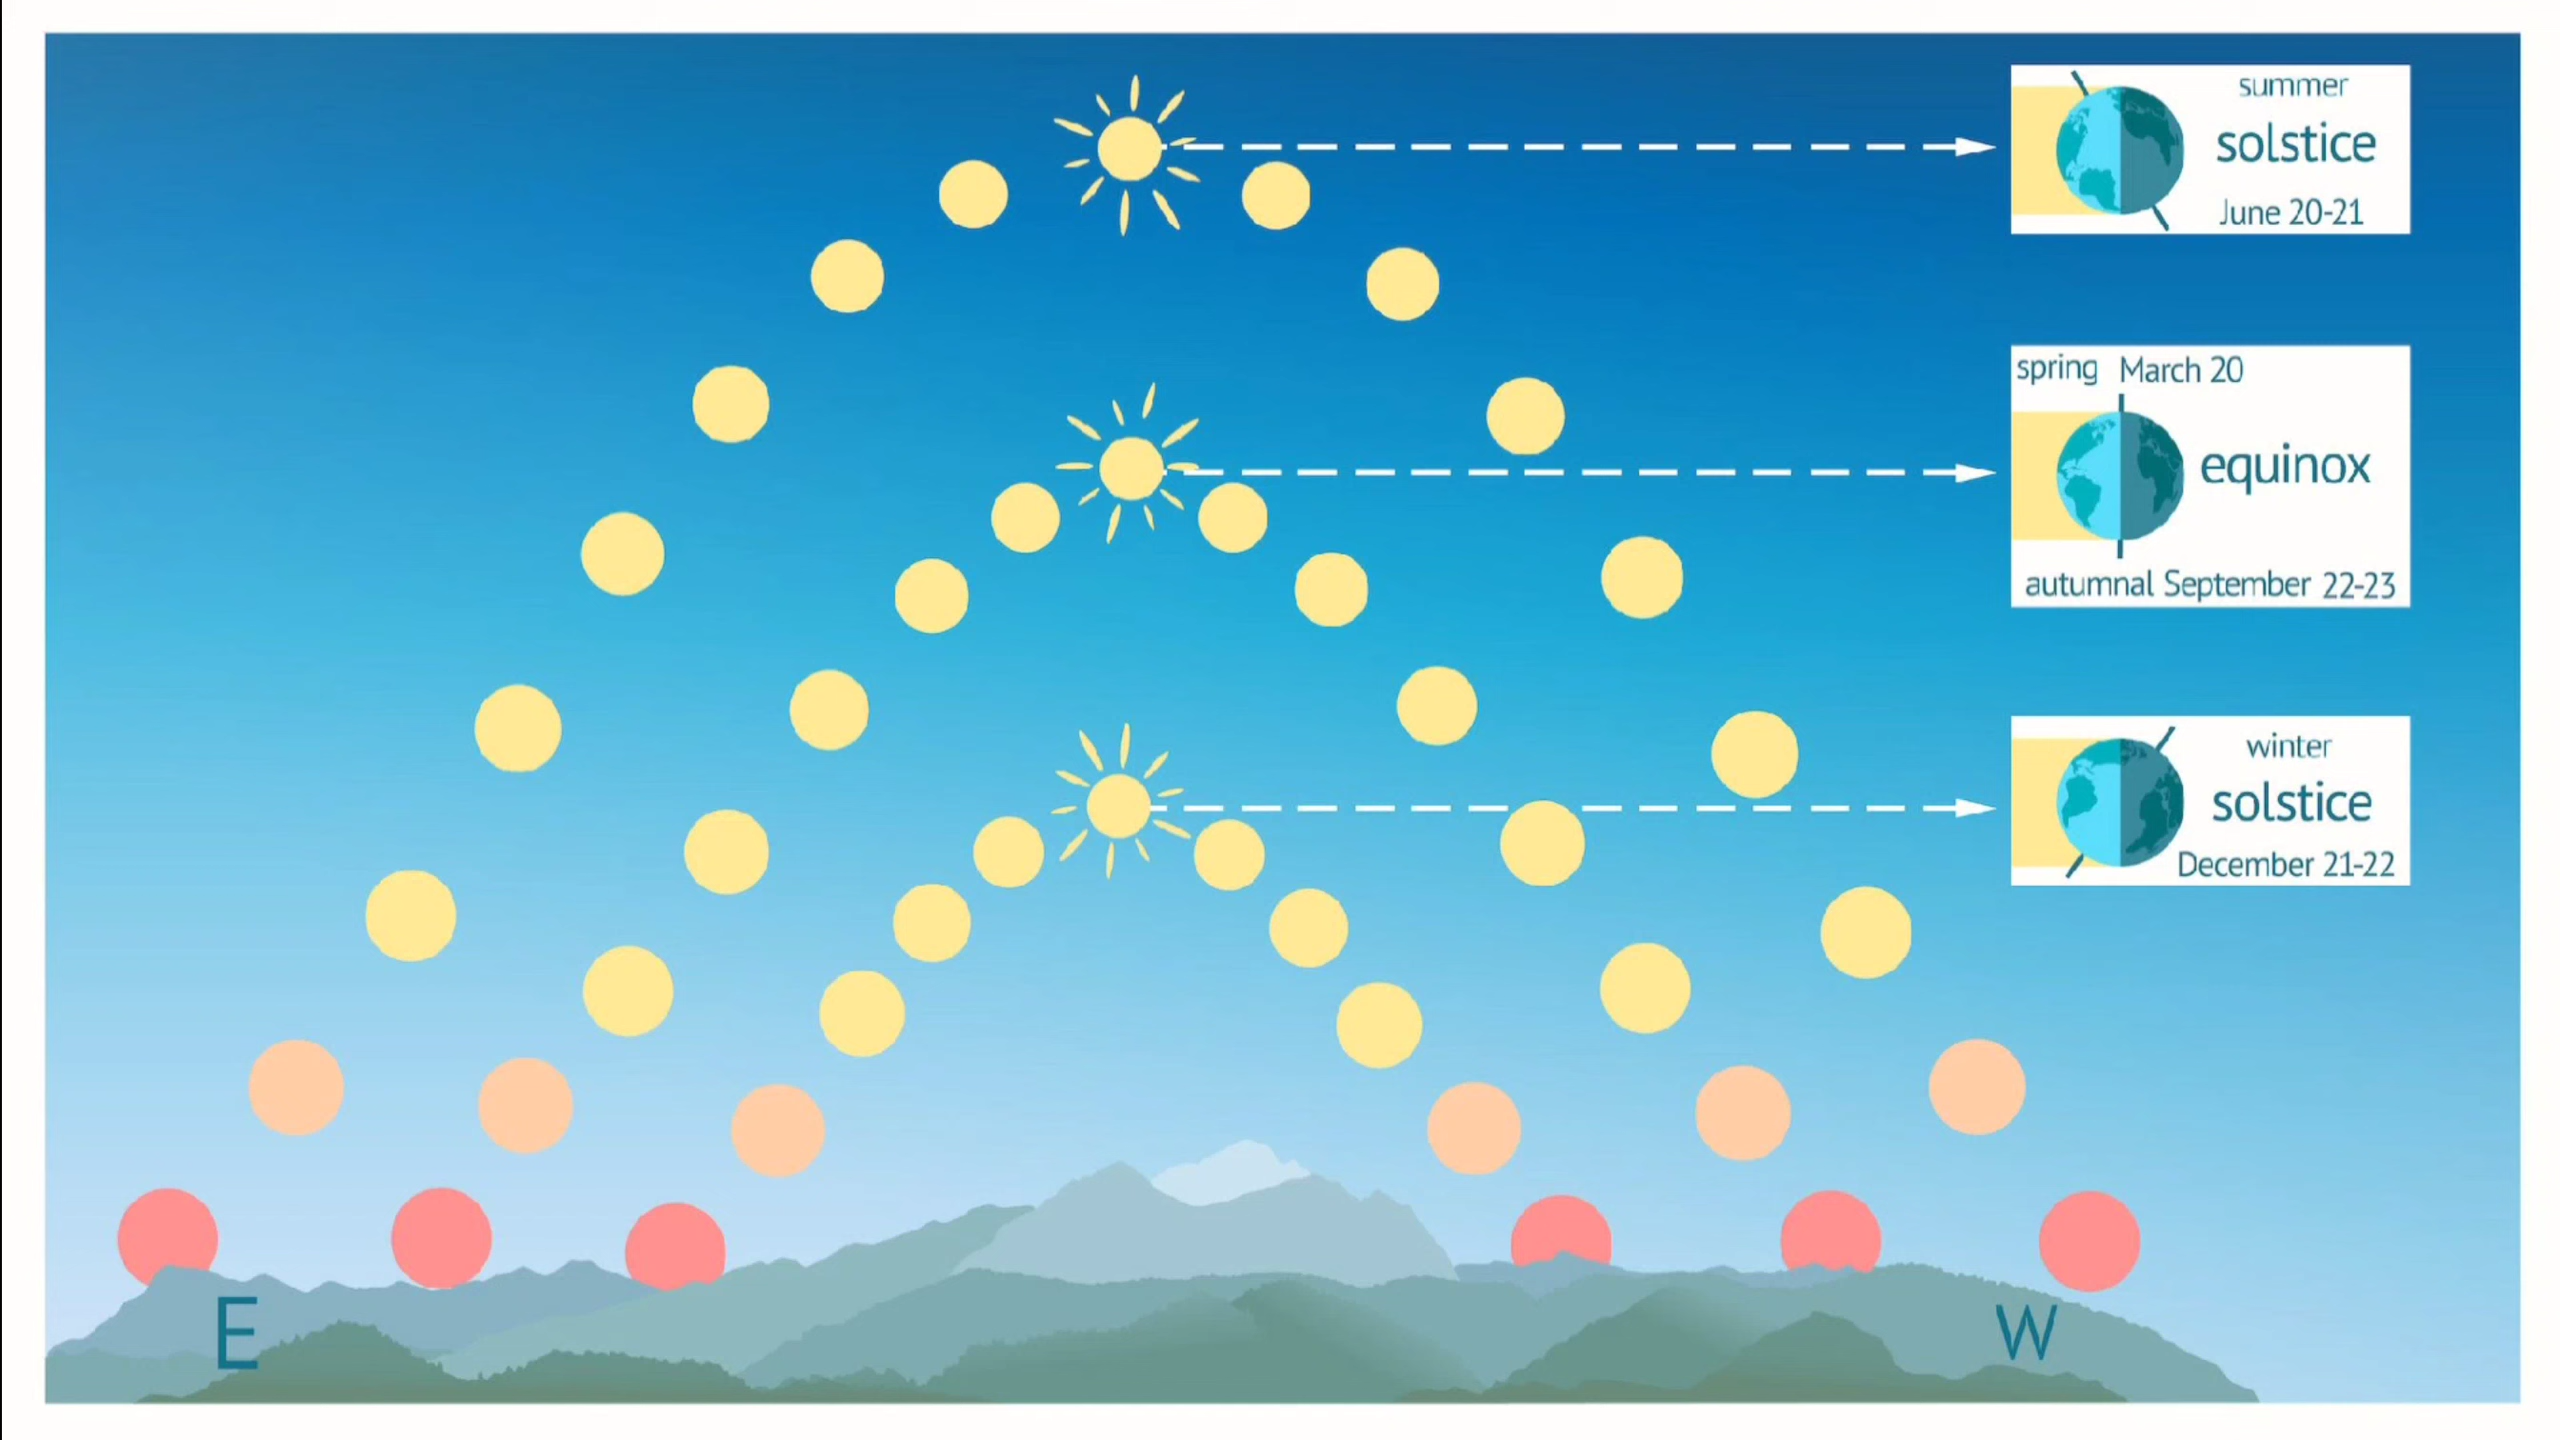 summer
solstice
June 20-21
spring March 20
equinox
autumnal September 22-23
winter
solstice
December 21-22
E
W